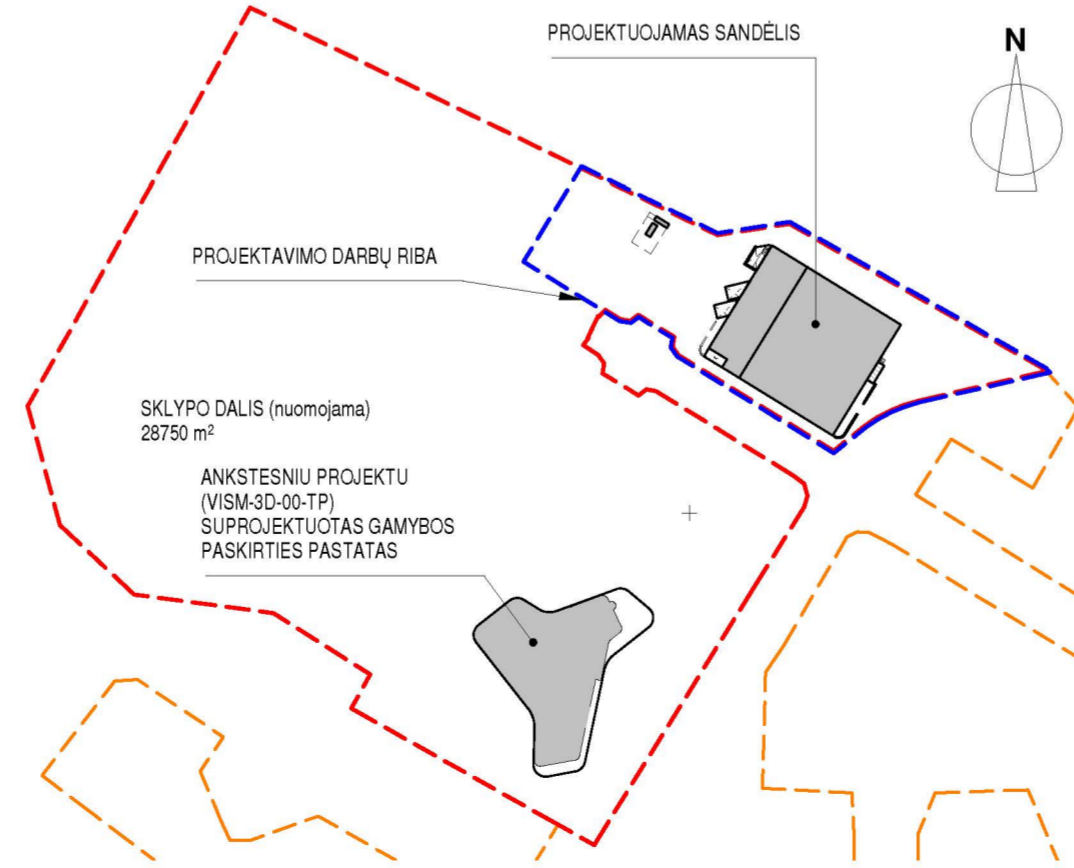 PROJEKTUOJAMAS SANDĖLIS
N
PROJEKTAVIMO DARBŲ RIBA
SKLYPO DALIS (nuomojama)
28750 m²
ANKSTESNIU PROJEKTU
(VISM-3D-00-TP)
SUPROJEKTUOTAS GAMYBOS
PASKIRTIES PASTATAS